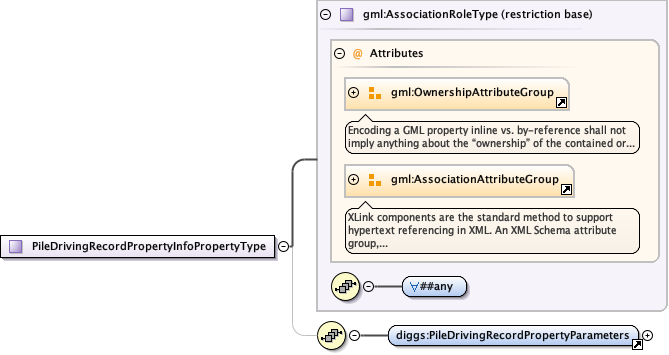 gml:AssociationRoleType (restriction base)
@ Attributes
gml:OwnershipAttributeGroup
Encoding a GML property inline vs. by-reference shall not
imply anything about the “ownership” of the contained or...
gml:AssociationAttributeGroup
XLink components are the standard method to support
hypertext referencing in XML. An XML Schema attribute
group,...
PileDrivingRecordPropertyInfoPropertyType
∀##any
diggs:PileDrivingRecordPropertyParameters